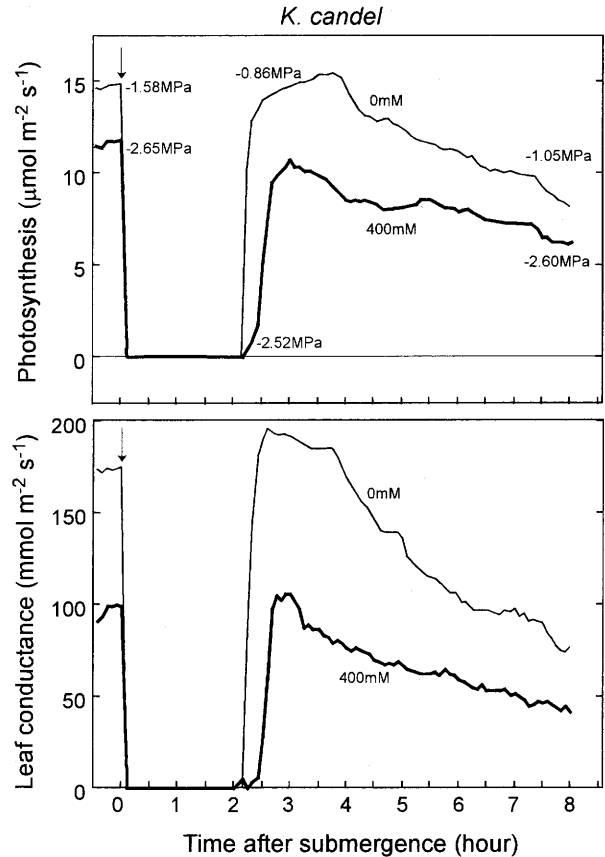 K. candel
Photosynthesis (μmol m⁻² s⁻¹)
15
10
5
0
-1.58MPa
-2.65MPa
-0.86MPa
0mM
-1.05MPa
400mM
-2.60MPa
-2.52MPa
Leaf conductance (mmol m⁻² s⁻¹)
200
150
100
50
0
0mM
400mM
0 1 2 3 4 5 6 7 8
Time after submergence (hour)